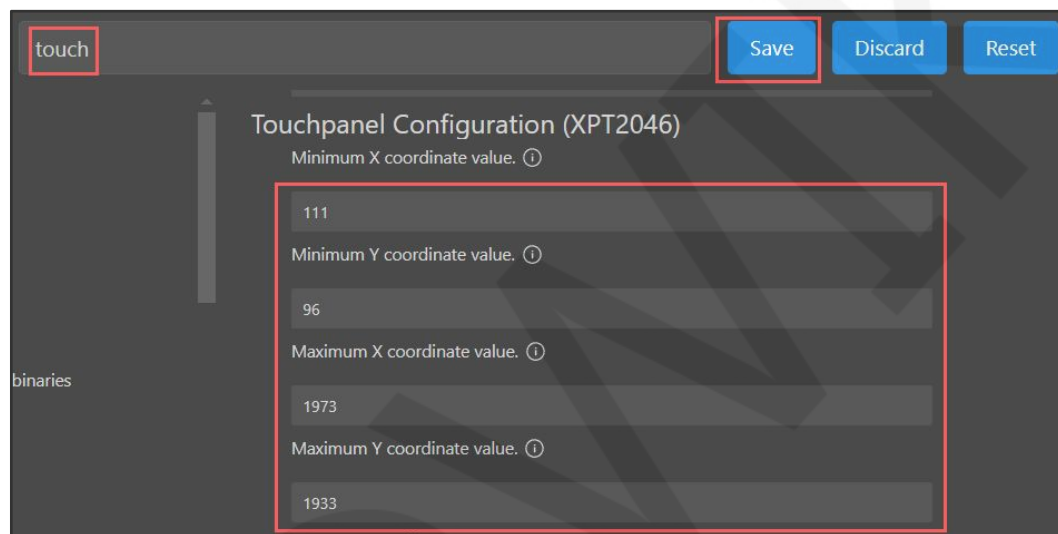 touch
Save
Discard
Reset
Touchpanel Configuration (XPT2046)
Minimum X coordinate value.
111
Minimum Y coordinate value.
96
binaries
Maximum X coordinate value.
1973
Maximum Y coordinate value.
1933